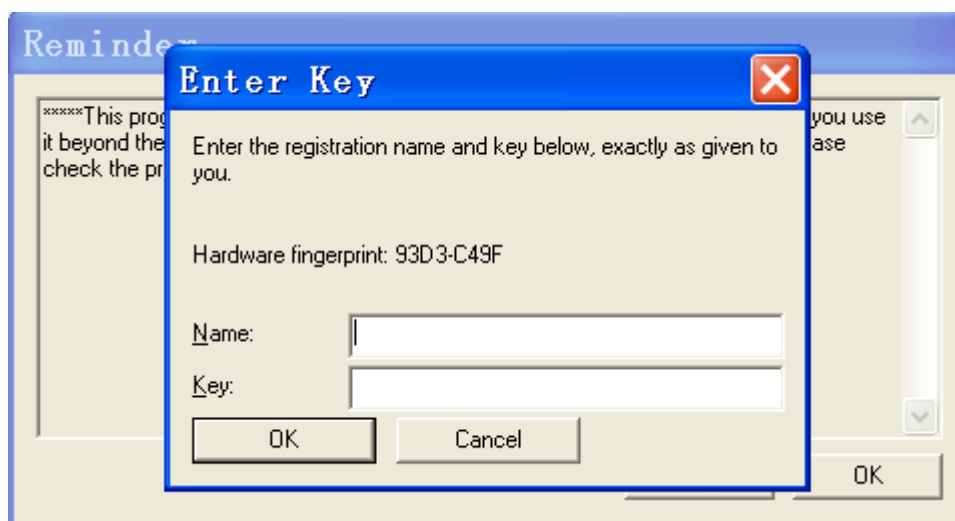 Reminder
*****This prog
you use
it beyond the
ase
check the pr
Enter Key
Enter the registration name and key below, exactly as given to
you.
Hardware fingerprint: 93D3-C49F
Name:
Key:
OK
Cancel
OK